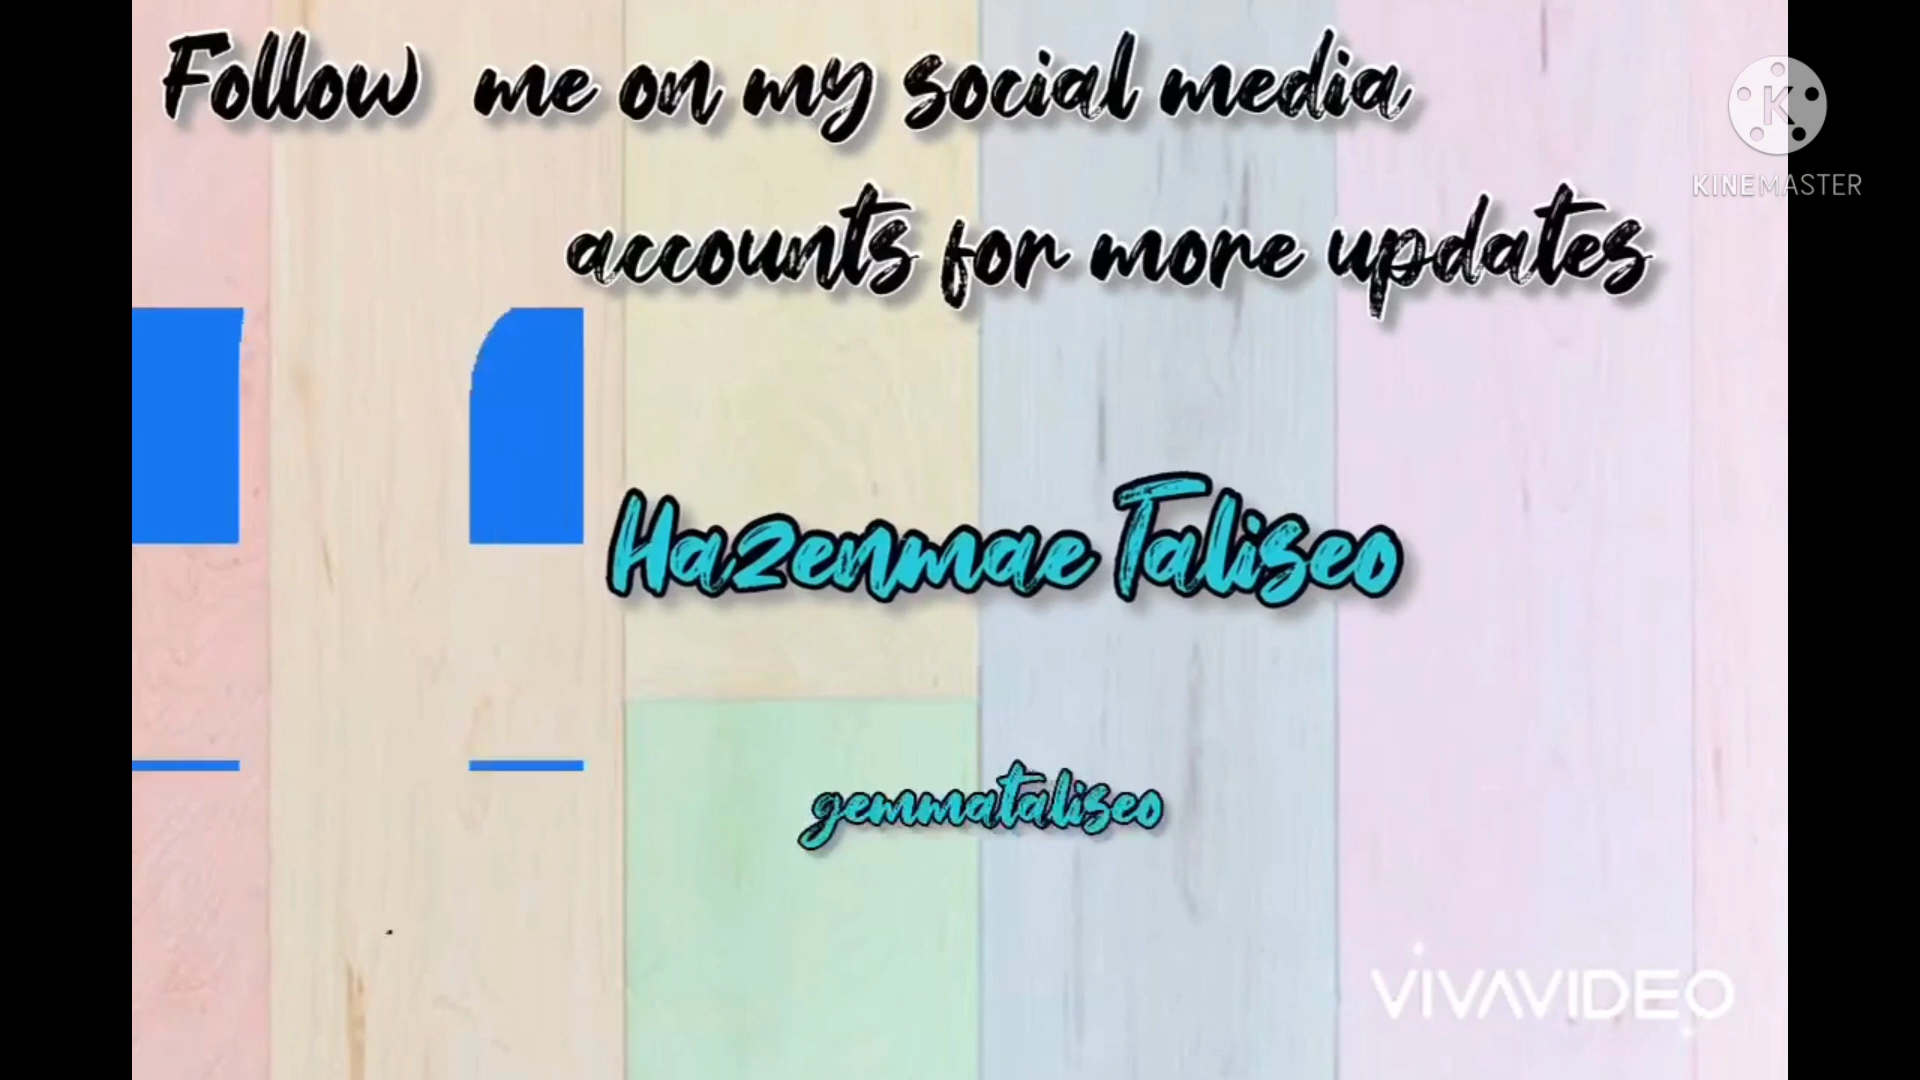 Follow me on my social media
K
KINEMASTER
accounts for more updates
Hazenmae Taliseo
gemmataliseo
VIVAVIDEO